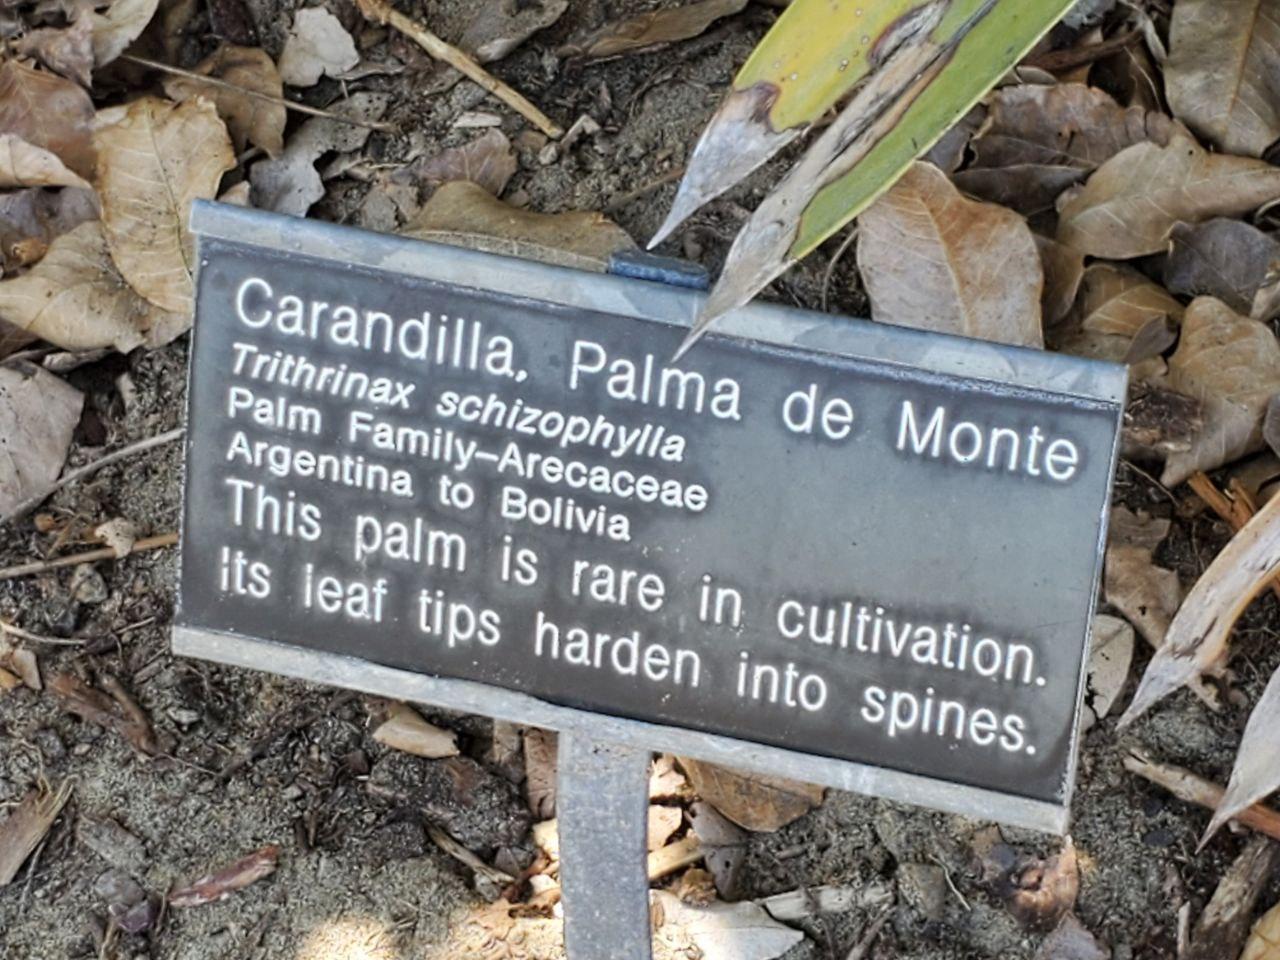 Carandilla, Palma de Monte
Trithrinax schizophylla
Palm Family–Arecaceae
Argentina to Bolivia
This palm is rare in cultivation.
Its leaf tips harden into spines.